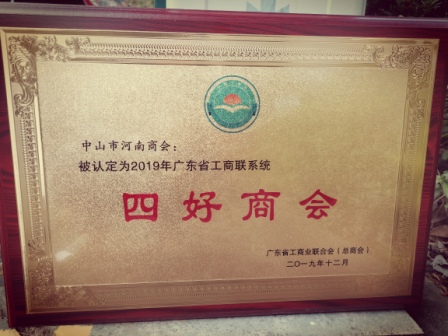 中山市河南商会：
被认定为2019年广东省工商联系统
四好商会
广东省工商业联合会（总商会）
二〇一九年十二月